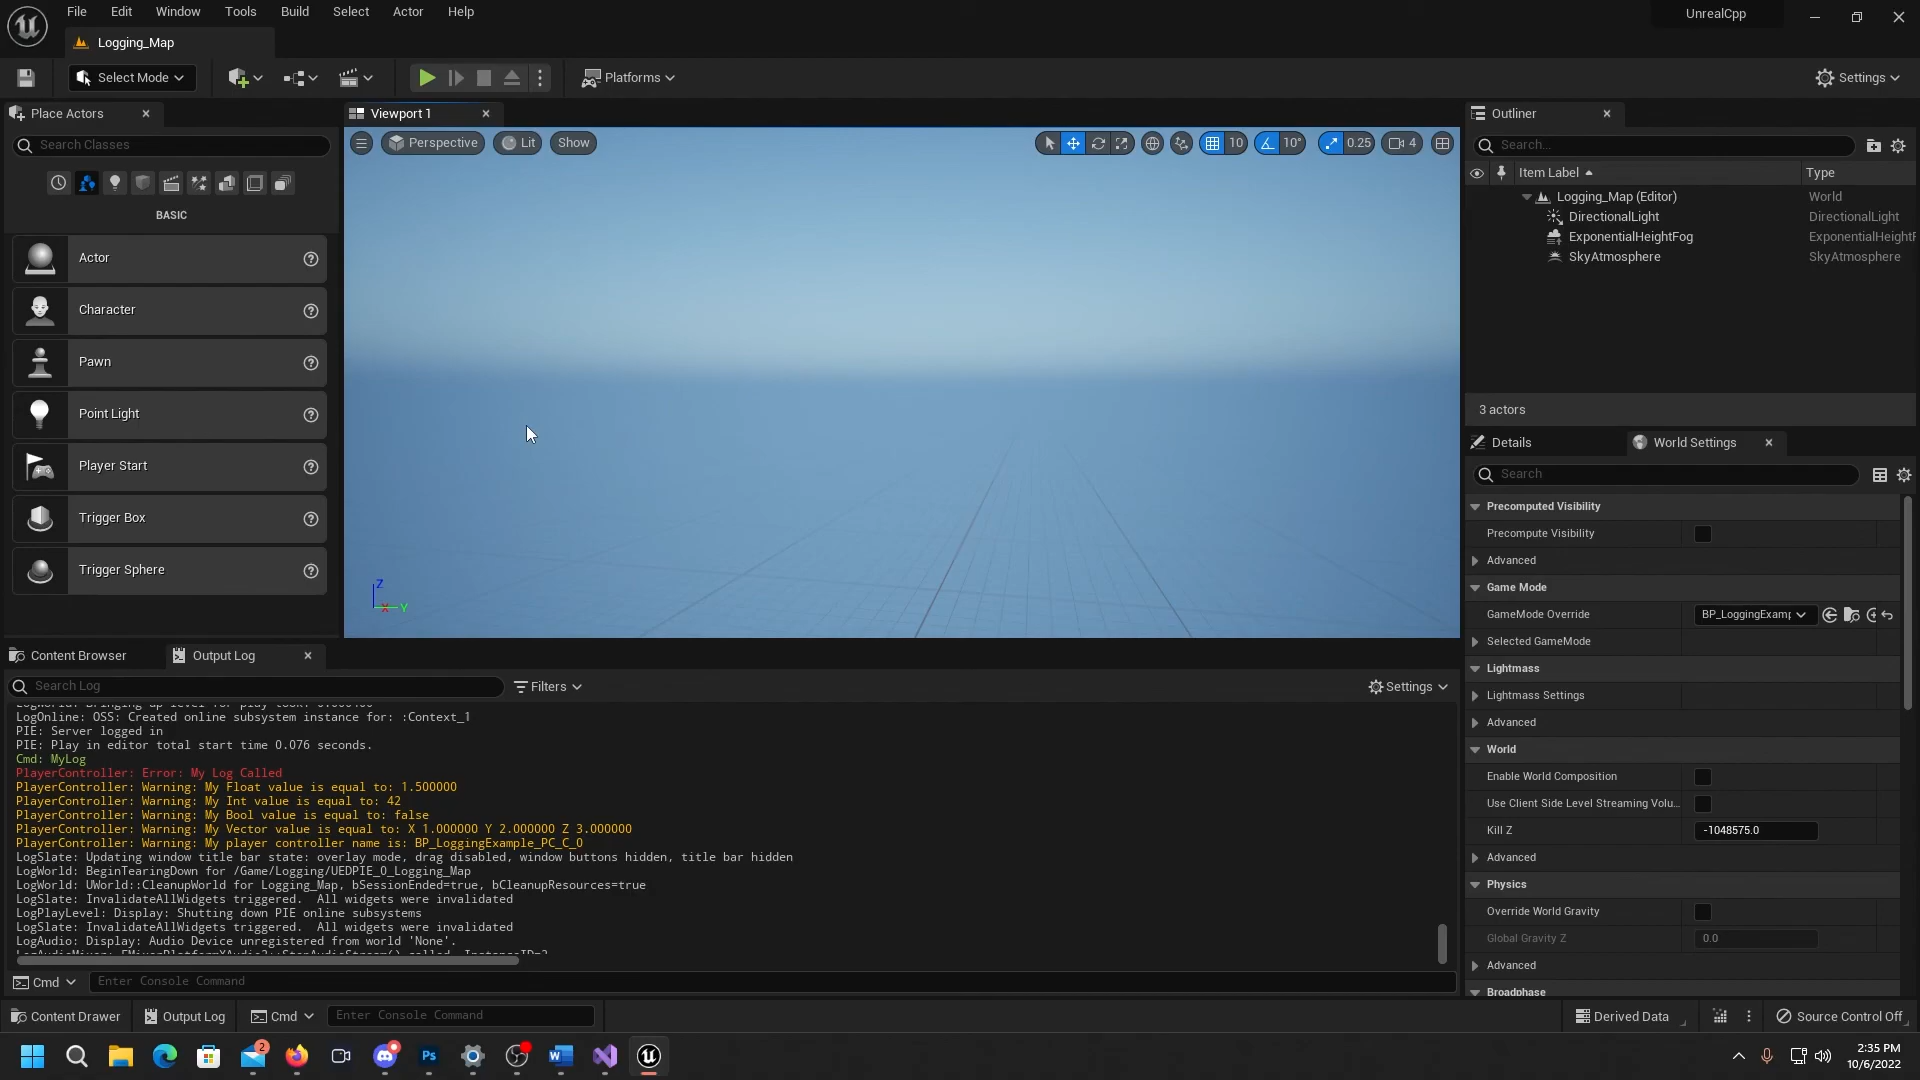 File Edit Window Tools Build Select Actor Help
UnrealCpp
Logging_Map
Select Mode
Platforms
Settings
Place Actors
Search Classes
BASIC
Actor
Character
Pawn
Point Light
Player Start
Trigger Box
Trigger Sphere
Viewport 1
Perspective Lit Show
10 10° 0.25 4
Z
X Y
Outliner
Search...
Item Label Type
Logging_Map (Editor) World
DirectionalLight DirectionalLight
ExponentialHeightFog ExponentialHeightF
SkyAtmosphere SkyAtmosphere
3 actors
Details World Settings
Search
Precomputed Visibility
Precompute Visibility
Advanced
Game Mode
GameMode Override BP_LoggingExamp
Selected GameMode
Lightmass
Lightmass Settings
Advanced
World
Enable World Composition
Use Client Side Level Streaming Volu...
Kill Z -1048575.0
Advanced
Physics
Override World Gravity
Global Gravity Z 0.0
Advanced
Broadphase
Content Browser Output Log
Search Log Filters Settings
LogOnline: OSS: Created online subsystem instance for: :Context_1
PIE: Server logged in
PIE: Play in editor total start time 0.076 seconds.
Cmd: MyLog
PlayerController: Error: My Log Called
PlayerController: Warning: My Float value is equal to: 1.500000
PlayerController: Warning: My Int value is equal to: 42
PlayerController: Warning: My Bool value is equal to: false
PlayerController: Warning: My Vector value is equal to: X 1.000000 Y 2.000000 Z 3.000000
PlayerController: Warning: My player controller name is: BP_LoggingExample_PC_C_0
LogSlate: Updating window title bar state: overlay mode, drag disabled, window buttons hidden, title bar hidden
LogWorld: BeginTearingDown for /Game/Logging/UEDPIE_0_Logging_Map
LogWorld: UWorld::CleanupWorld for Logging_Map, bSessionEnded=true, bCleanupResources=true
LogSlate: InvalidateAllWidgets triggered.  All widgets were invalidated
LogPlayLevel: Display: Shutting down PIE online subsystems
LogSlate: InvalidateAllWidgets triggered.  All widgets were invalidated
LogAudio: Display: Audio Device unregistered from world 'None'.
Cmd Enter Console Command
Content Drawer Output Log Cmd Enter Console Command
Derived Data Source Control Off
2
Ps
W
2:35 PM
10/6/2022